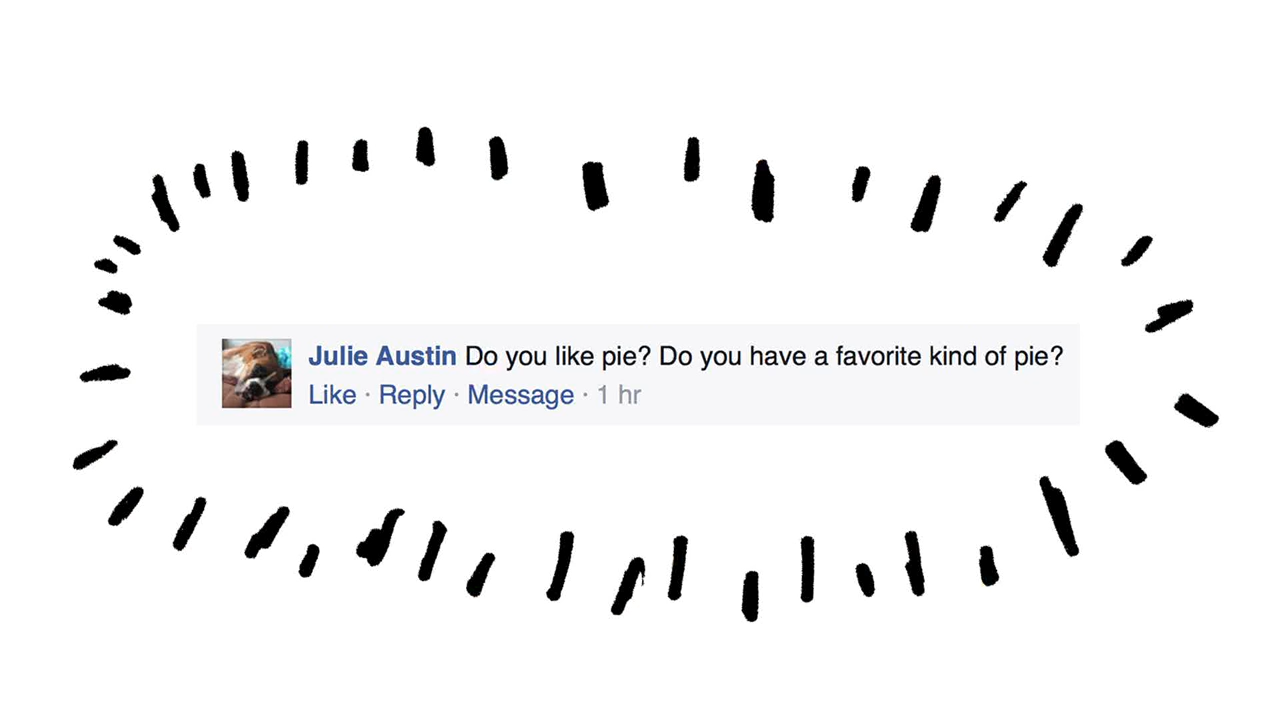 Julie Austin Do you like pie? Do you have a favorite kind of pie?
Like · Reply · Message · 1 hr